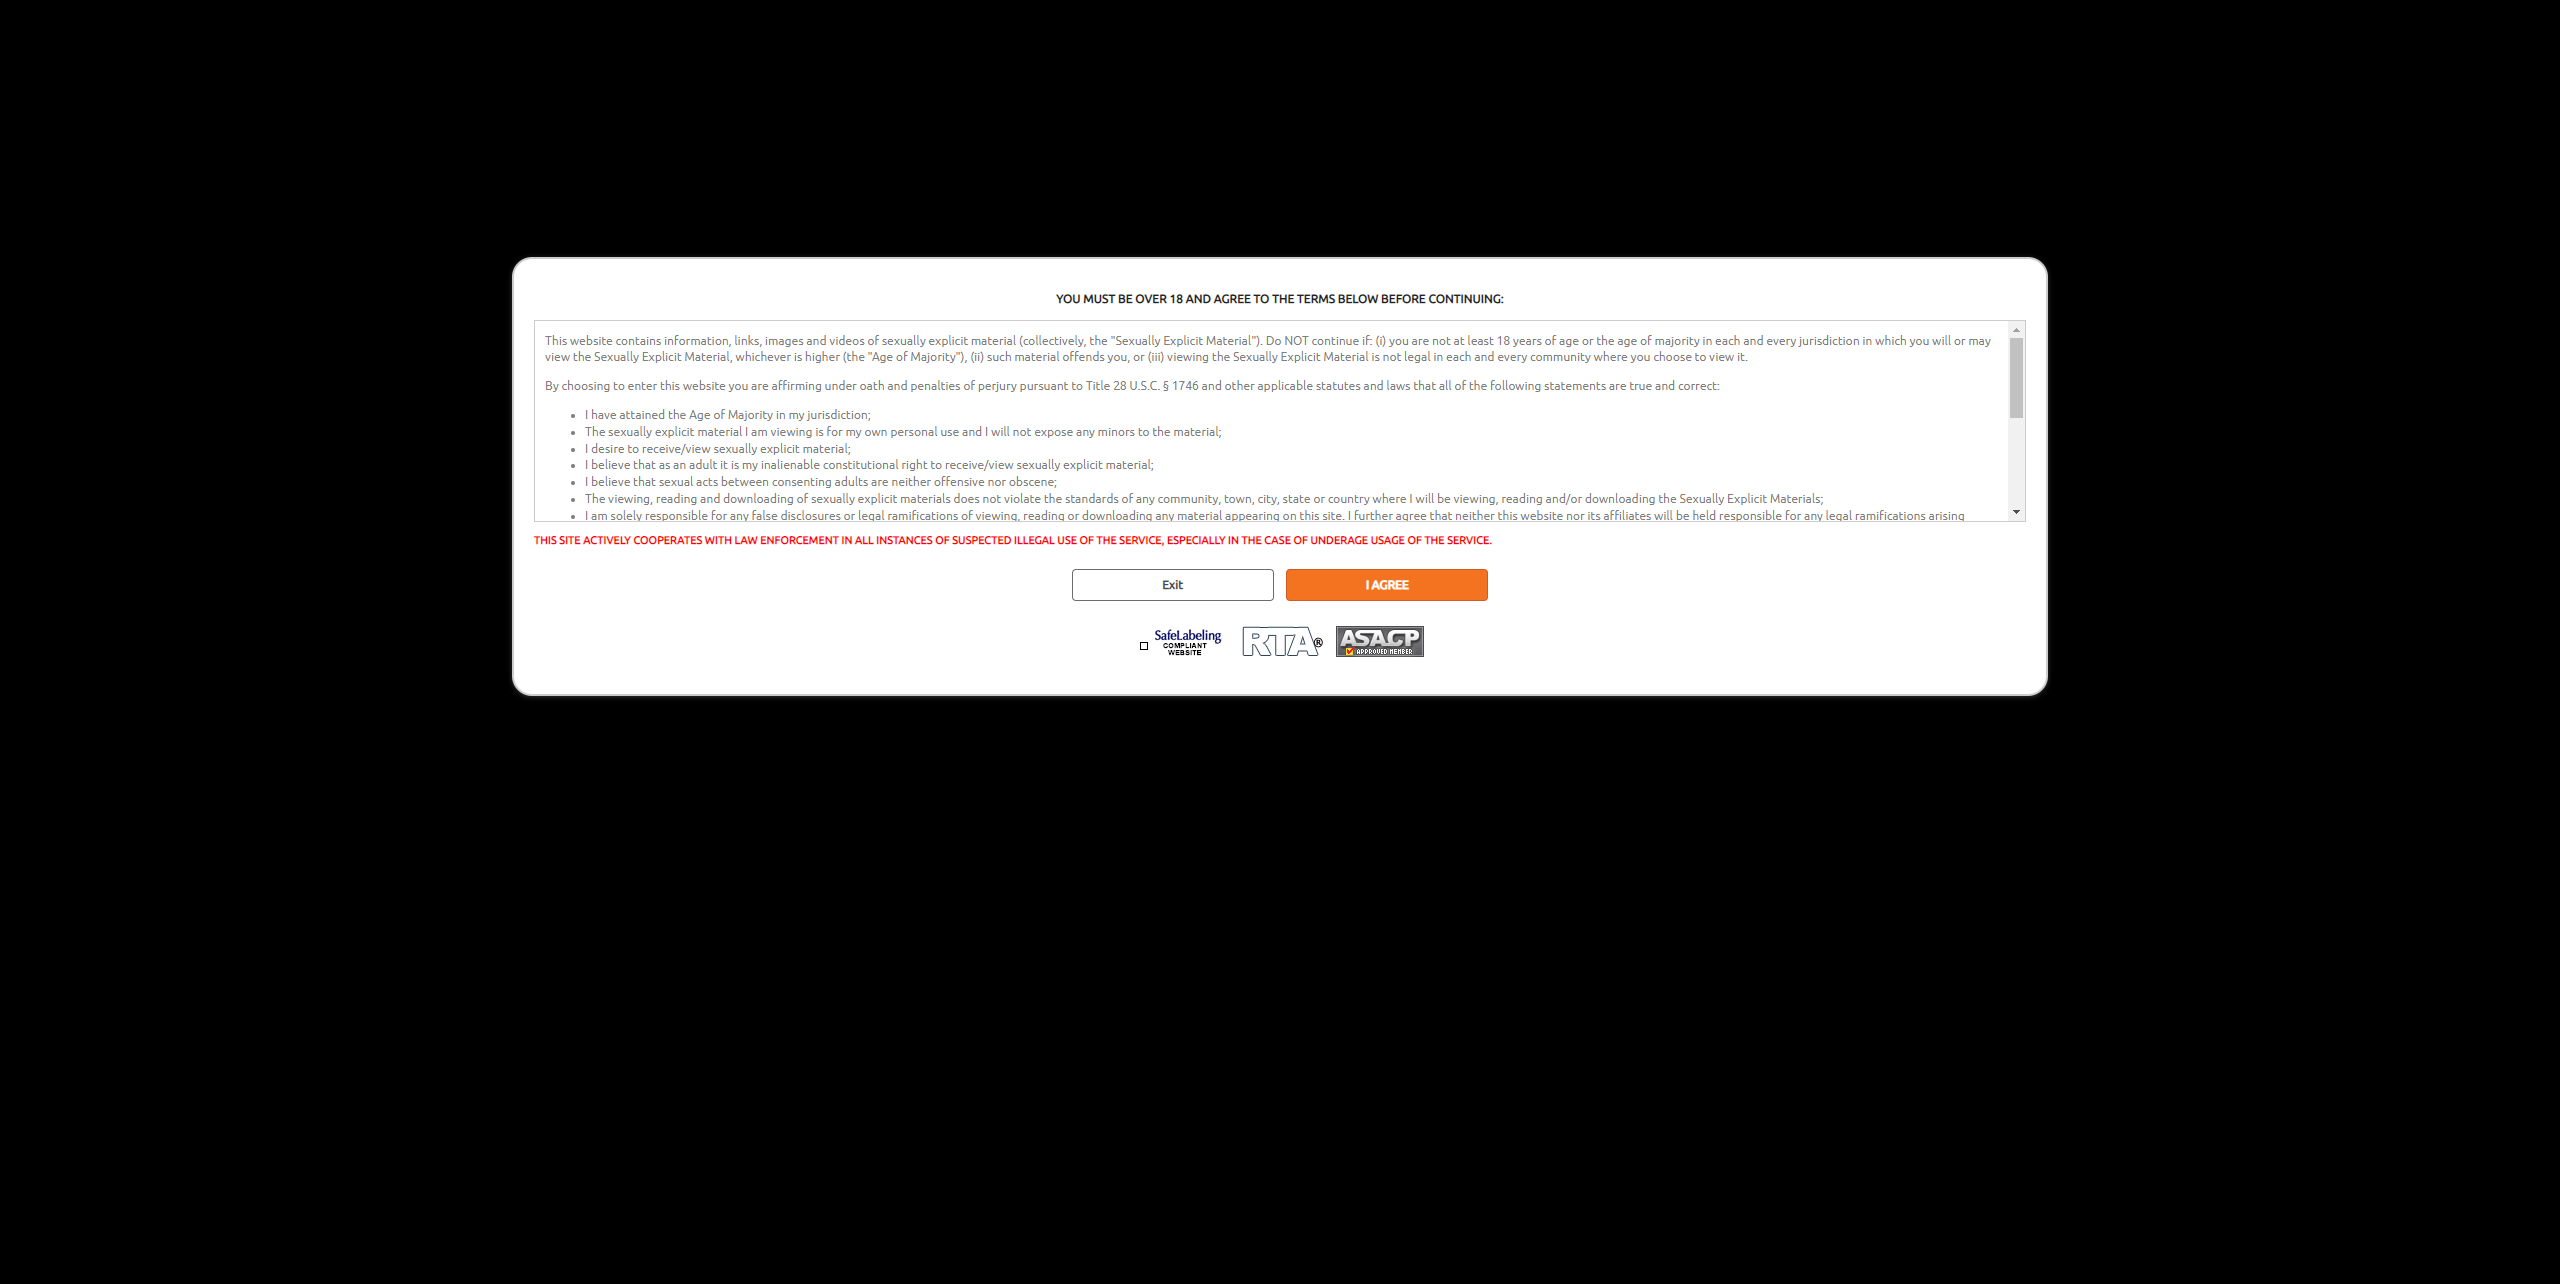 YOU MUST BE OVER 18 AND AGREE TO THE TERMS BELOW BEFORE CONTINUING:
This website contains information, links, images and videos of sexually explicit material (collectively, the "Sexually Explicit Material"). Do NOT continue if: (i) you are not at least 18 years of age or the age of majority in each and every jurisdiction in which you will or may
view the Sexually Explicit Material, whichever is higher (the "Age of Majority"), (ii) such material offends you, or (iii) viewing the Sexually Explicit Material is not legal in each and every community where you choose to view it.
By choosing to enter this website you are affirming under oath and penalties of perjury pursuant to Title 28 U.S.C. § 1746 and other applicable statutes and laws that all of the following statements are true and correct:
• I have attained the Age of Majority in my jurisdiction;
• The sexually explicit material I am viewing is for my own personal use and I will not expose any minors to the material;
• I desire to receive/view sexually explicit material;
• I believe that as an adult it is my inalienable constitutional right to receive/view sexually explicit material;
• I believe that sexual acts between consenting adults are neither offensive nor obscene;
• The viewing, reading and downloading of sexually explicit materials does not violate the standards of any community, town, city, state or country where I will be viewing, reading and/or downloading the Sexually Explicit Materials;
• I am solely responsible for any false disclosures or legal ramifications of viewing, reading or downloading any material appearing on this site. I further agree that neither this website nor its affiliates will be held responsible for any legal ramifications arising
THIS SITE ACTIVELY COOPERATES WITH LAW ENFORCEMENT IN ALL INSTANCES OF SUSPECTED ILLEGAL USE OF THE SERVICE, ESPECIALLY IN THE CASE OF UNDERAGE USAGE OF THE SERVICE.
Exit
I AGREE
SafeLabeling
COMPLIANT
WEBSITE
RTA®
ASACP
APPROVED MEMBER